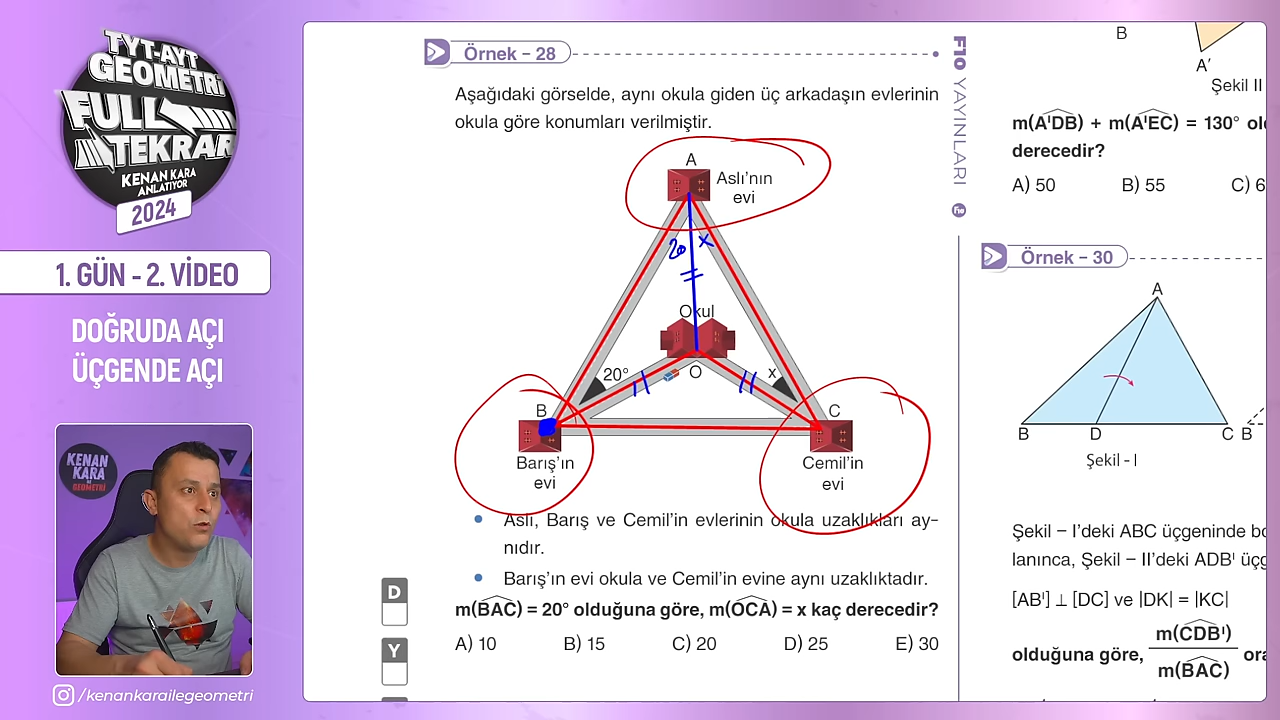 TYT-AYT
GEOMETRİ
FULL
TEKRAR
KENAN KARA
ANLATIYOR
2024
1. GÜN - 2. VİDEO
DOĞRUDA AÇI
ÜÇGENDE AÇI
KENAN
KARA
GEOMETRİ
/kenankarailegeometri
Örnek – 28
Aşağıdaki görselde, aynı okula giden üç arkadaşın evlerinin
okula göre konumları verilmiştir.
A
Aslı’nın
evi
20 x
Okul
20°
O
x
B
C
Barış’ın
evi
Cemil’in
evi
• Aslı, Barış ve Cemil’in evlerinin okula uzaklıkları ay-
nıdır.
• Barış’ın evi okula ve Cemil’in evine aynı uzaklıktadır.
m(BAC) = 20° olduğuna göre, m(OCA) = x kaç derecedir?
A) 10 B) 15 C) 20 D) 25 E) 30
D
Y
F10 YAYINLARI
B
A’
Şekil II
m(A'DB) + m(A'EC) = 130° ol
derecedir?
A) 50 B) 55 C) 6
Örnek – 30
A
B D C B
Şekil - I
Şekil – I’deki ABC üçgeninde
lanınca, Şekil – II’deki ADB'
[AB'] ⊥ [DC] ve |DK| = |KC|
olduğuna göre, m(CDB') / m(BAC)